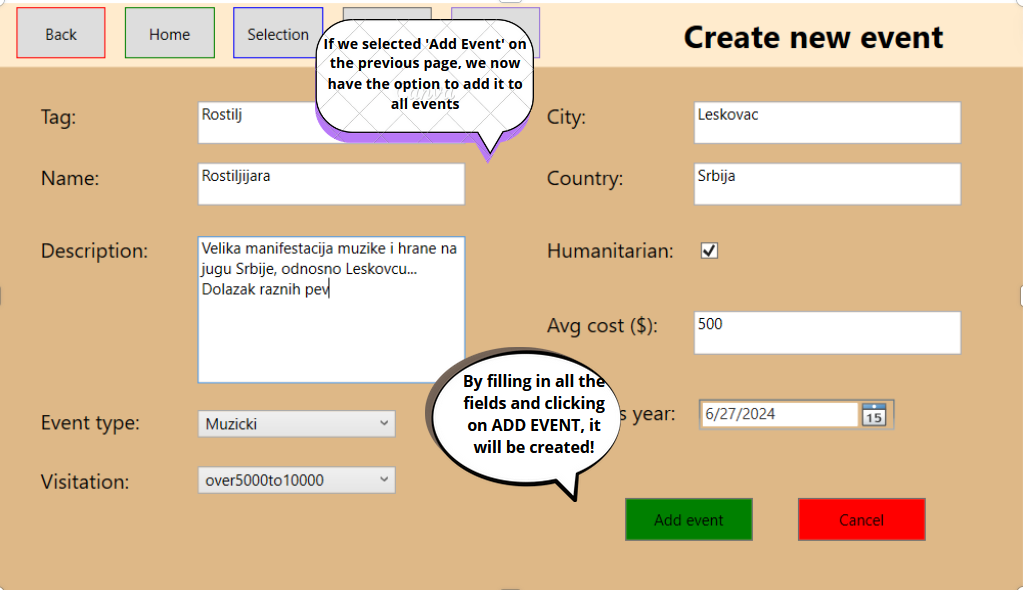 Back
Home
Selection
Create new event
If we selected 'Add Event' on
the previous page, we now
have the option to add it to
all events
Tag:
Rostilj
City:
Leskovac
Name:
Rostiljijara
Country:
Srbija
Description:
Velika manifestacija muzike i hrane na
jugu Srbije, odnosno Leskovcu...
Dolazak raznih pev
Humanitarian:
Avg cost ($):
500
By filling in all the
fields and clicking
on ADD EVENT, it
will be created!
year:
6/27/2024
15
Event type:
Muzicki
Visitation:
over5000to10000
Add event
Cancel